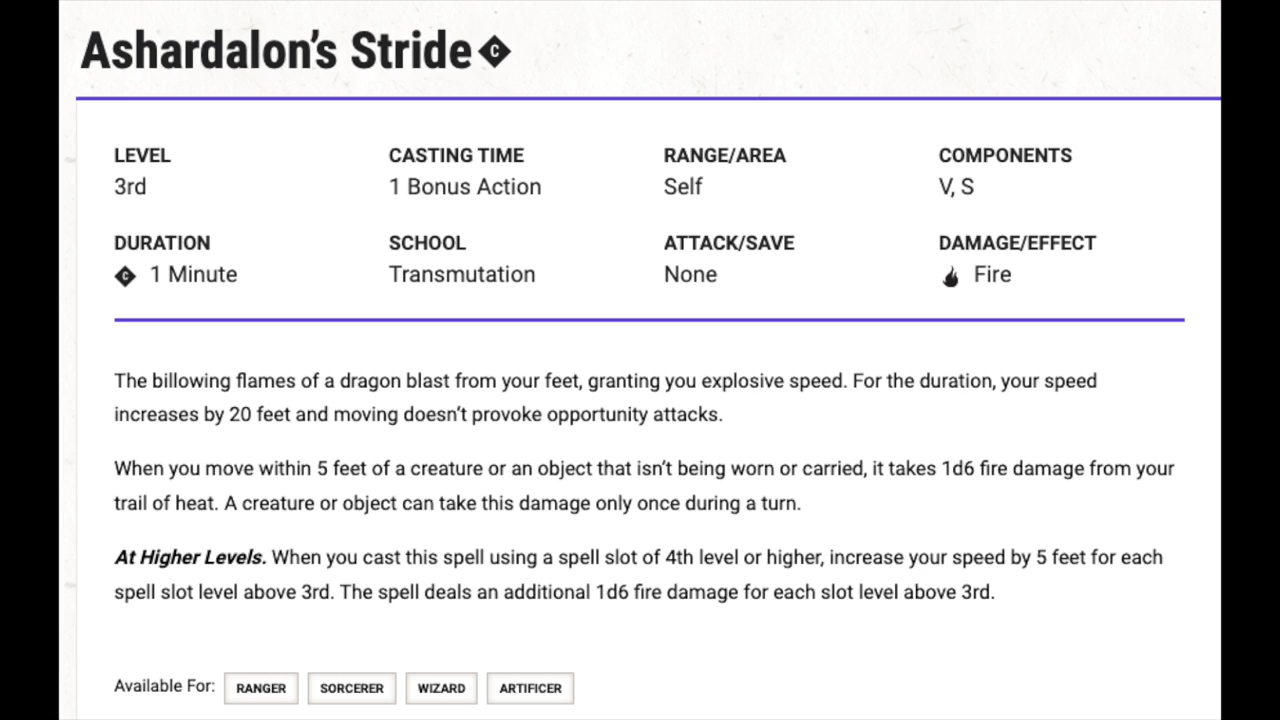 Ashardalon's Stride C
LEVEL CASTING TIME RANGE/AREA COMPONENTS
3rd 1 Bonus Action Self V, S
DURATION SCHOOL ATTACK/SAVE DAMAGE/EFFECT
C 1 Minute Transmutation None Fire
The billowing flames of a dragon blast from your feet, granting you explosive speed. For the duration, your speed
increases by 20 feet and moving doesn't provoke opportunity attacks.
When you move within 5 feet of a creature or an object that isn't being worn or carried, it takes 1d6 fire damage from your
trail of heat. A creature or object can take this damage only once during a turn.
At Higher Levels. When you cast this spell using a spell slot of 4th level or higher, increase your speed by 5 feet for each
spell slot level above 3rd. The spell deals an additional 1d6 fire damage for each slot level above 3rd.
Available For: RANGER SORCERER WIZARD ARTIFICER